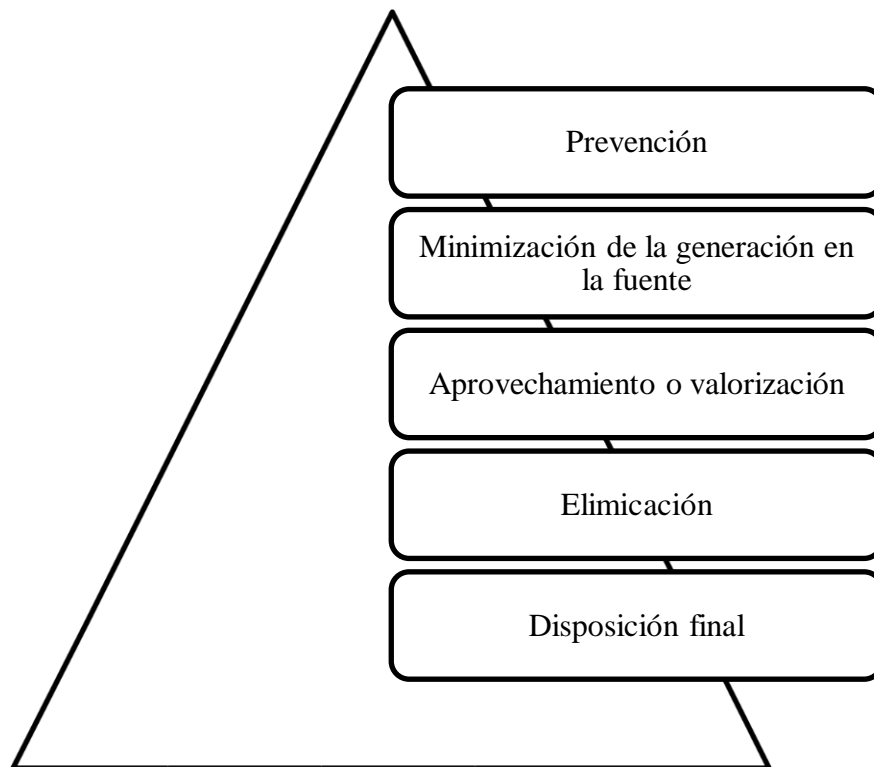 Prevención
Minimización de la generación en
la fuente
Aprovechamiento o valorización
Elimicación
Disposición final